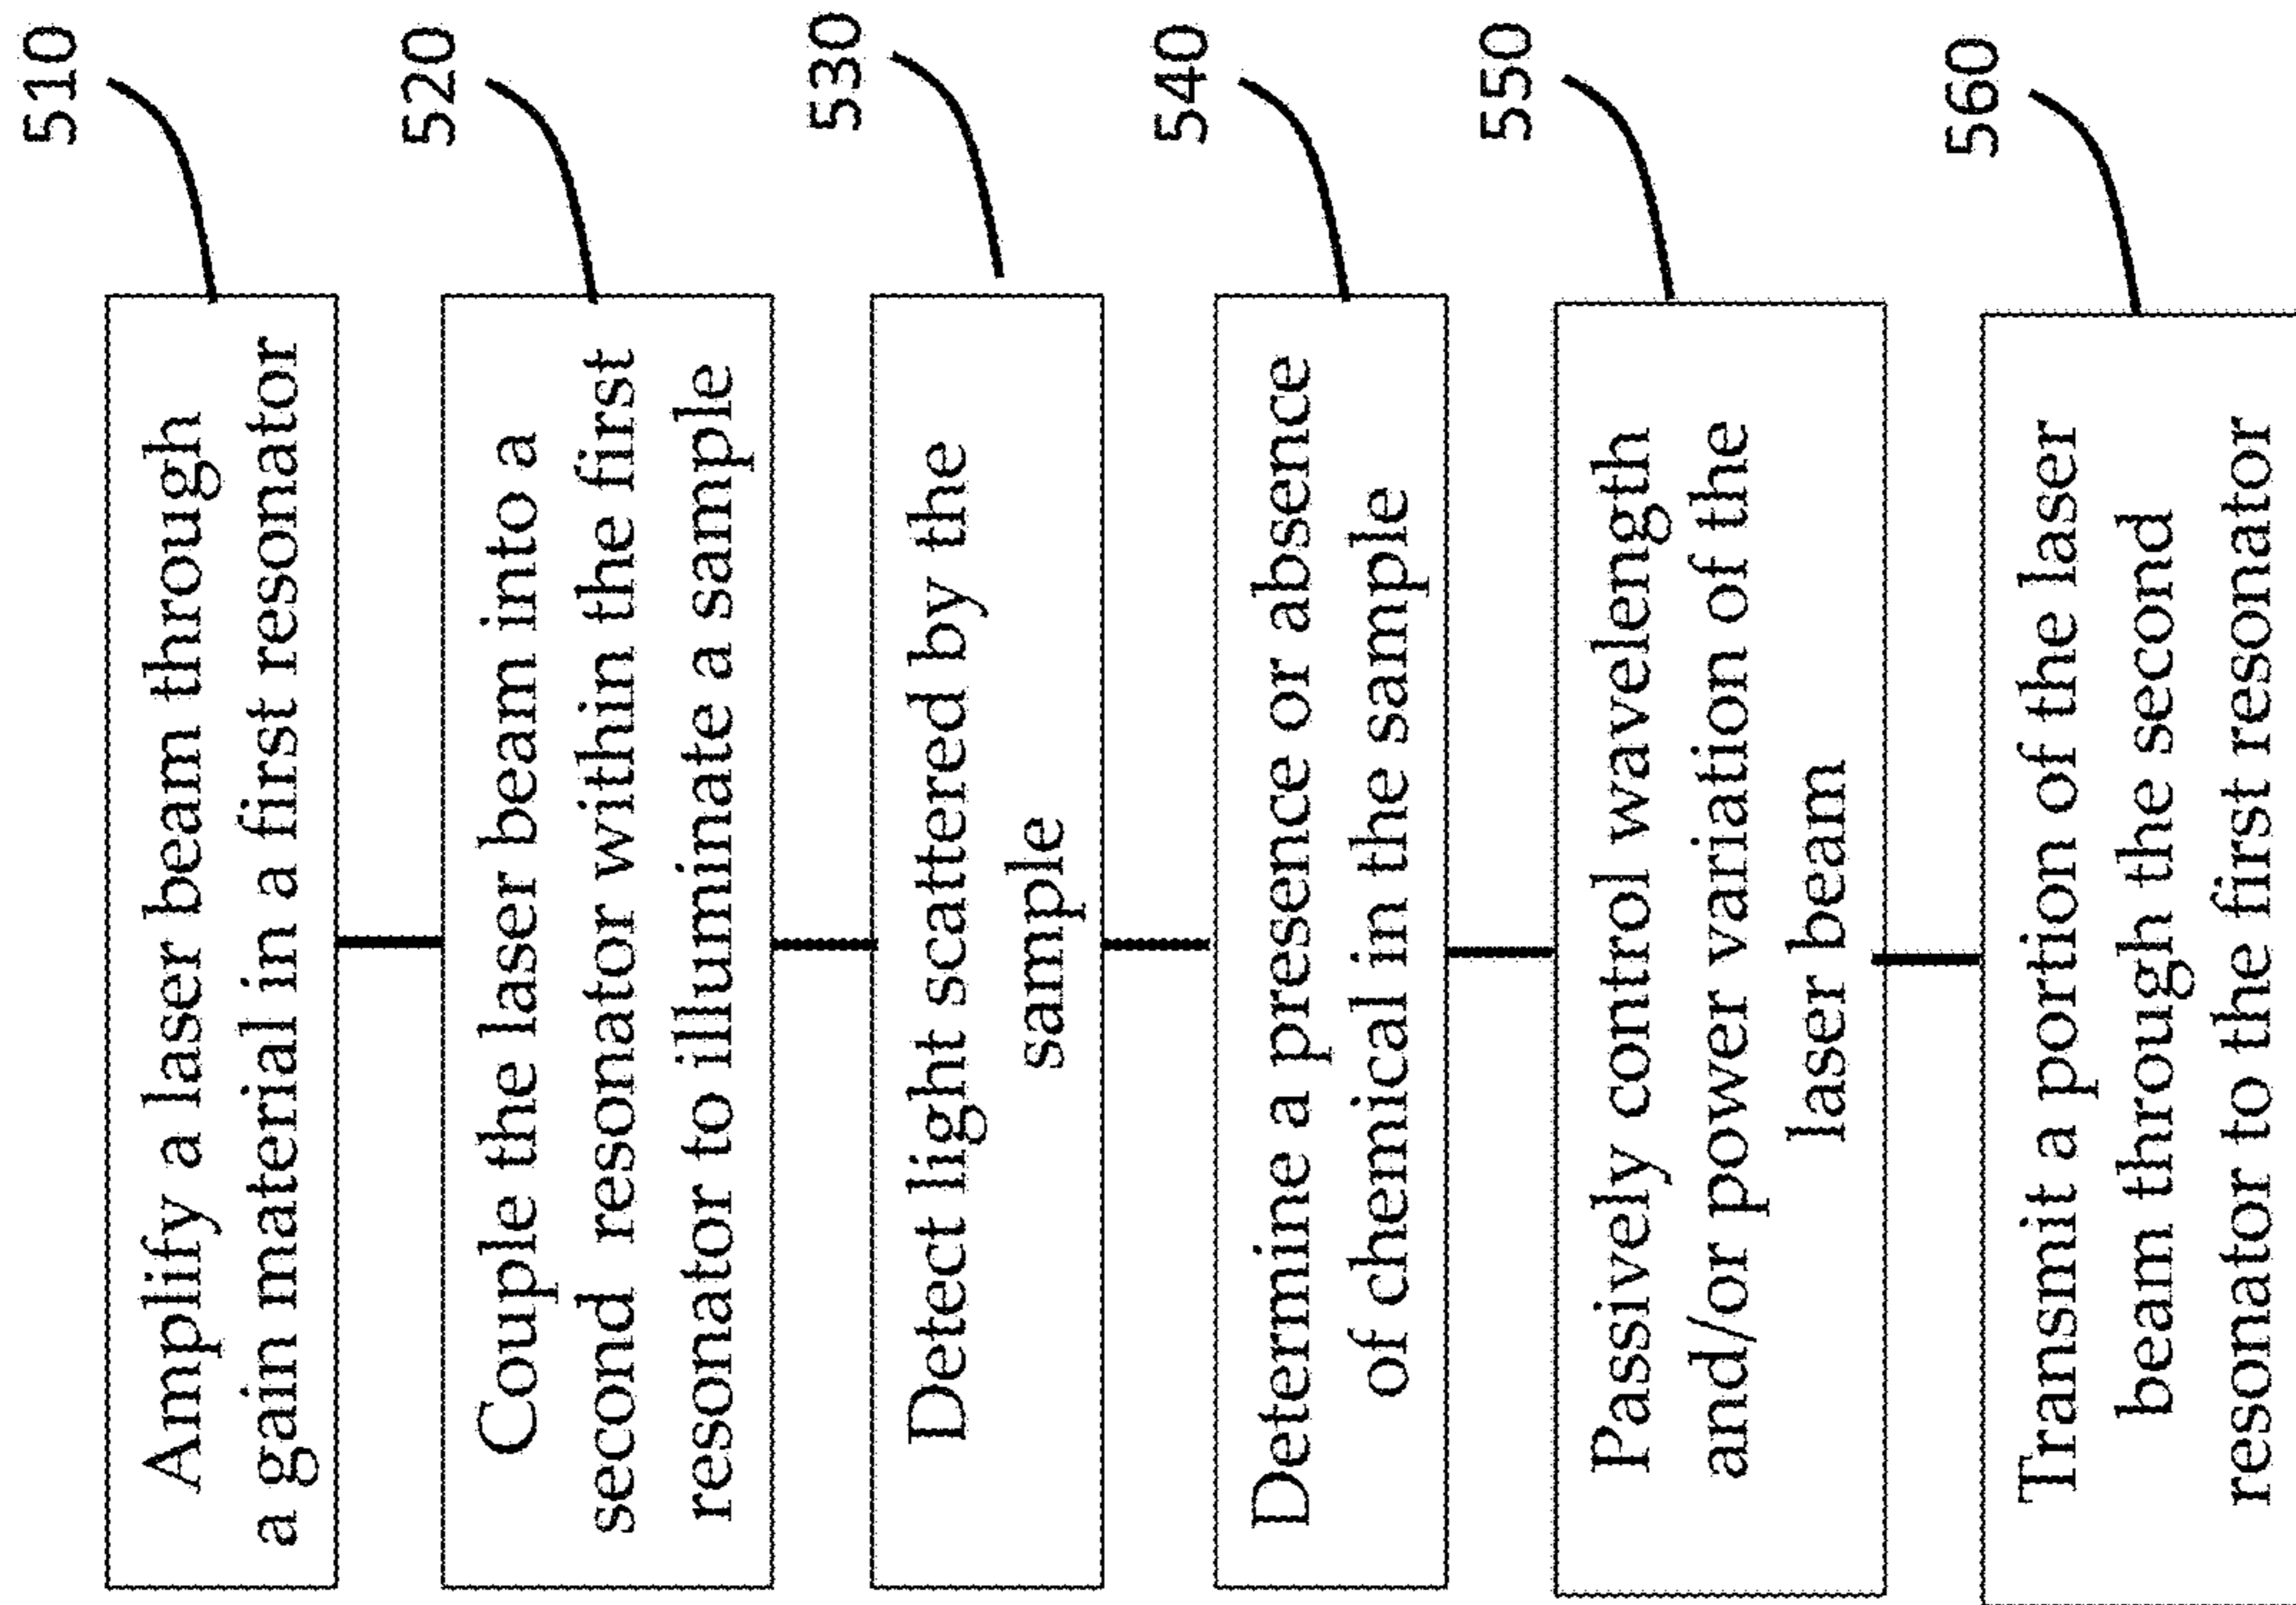 510
Amplify a laser beam through
a gain material in a first resonator
520
Couple the laser beam into a
second resonator within the first
resonator to illuminate a sample
530
Detect light scattered by the
sample
540
Determine a presence or absence
of chemical in the sample
550
Passively control wavelength
and/or power variation of the
laser beam
560
Transmit a portion of the laser
beam through the second
resonator to the first resonator